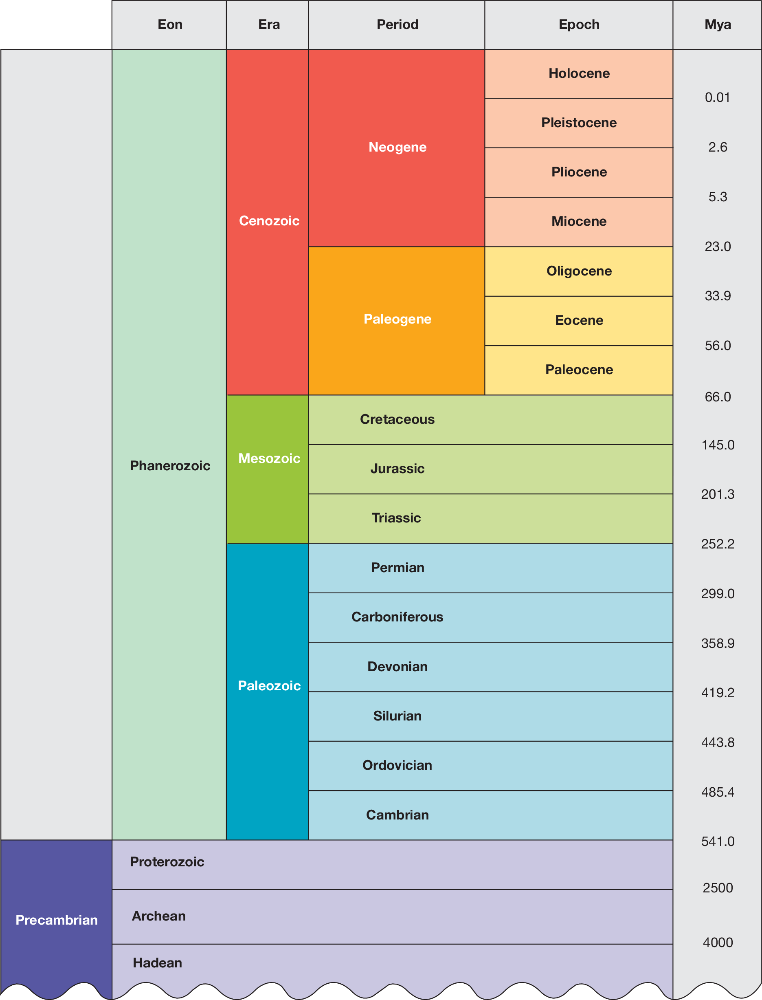 Eon Era Period Epoch Mya
Holocene
0.01
Pleistocene
Neogene 2.6
Pliocene
5.3
Cenozoic Miocene
23.0
Oligocene
33.9
Paleogene Eocene
56.0
Paleocene
66.0
Cretaceous
145.0
Mesozoic
Phanerozoic Jurassic
201.3
Triassic
252.2
Permian
299.0
Carboniferous
358.9
Devonian
Paleozoic 419.2
Silurian
443.8
Ordovician
485.4
Cambrian
541.0
Proterozoic
2500
Precambrian Archean
4000
Hadean